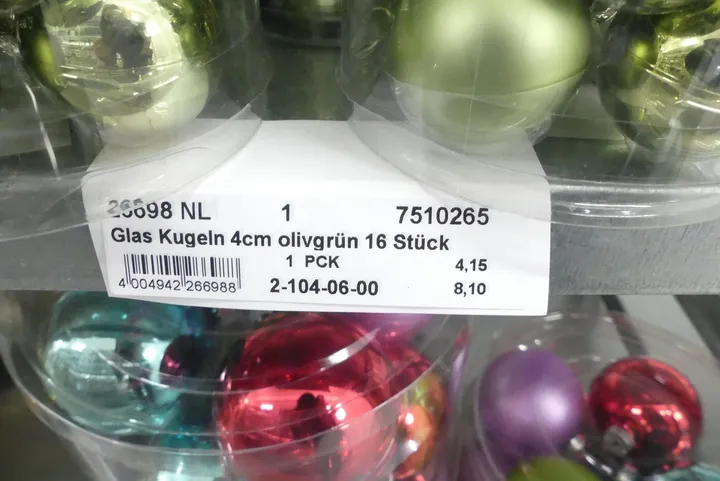 26698 NL 1 7510265
Glas Kugeln 4cm olivgrün 16 Stück
1 PCK 4,15
4 004942 266988 2-104-06-00 8,10